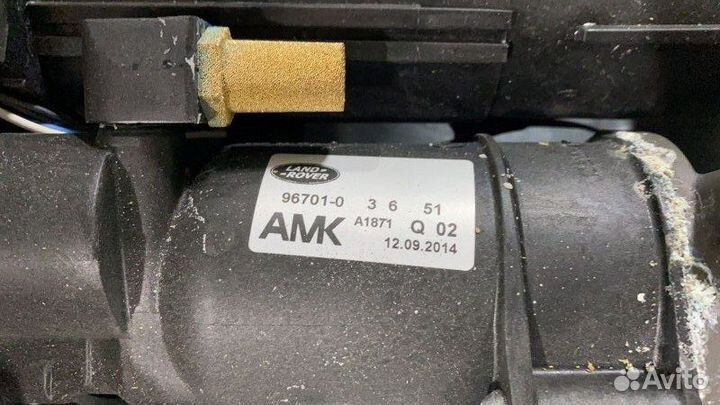 LAND
ROVER
96701-0 3 6 51
AMK A1871 Q 02
12.09.2014
Avito